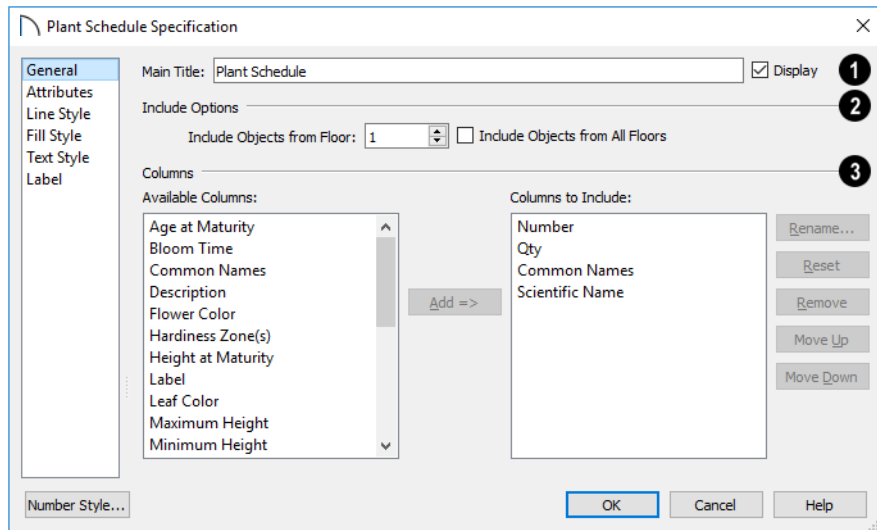 Plant Schedule Specification
General
Attributes
Line Style
Fill Style
Text Style
Label
Main Title: Plant Schedule Display 1
Include Options 2
Include Objects from Floor: 1 Include Objects from All Floors
Columns 3
Available Columns:
Age at Maturity
Bloom Time
Common Names
Description
Flower Color
Hardiness Zone(s)
Height at Maturity
Label
Leaf Color
Maximum Height
Minimum Height
Add =>
Columns to Include:
Number
Qty
Common Names
Scientific Name
Rename...
Reset
Remove
Move Up
Move Down
Number Style... OK Cancel Help